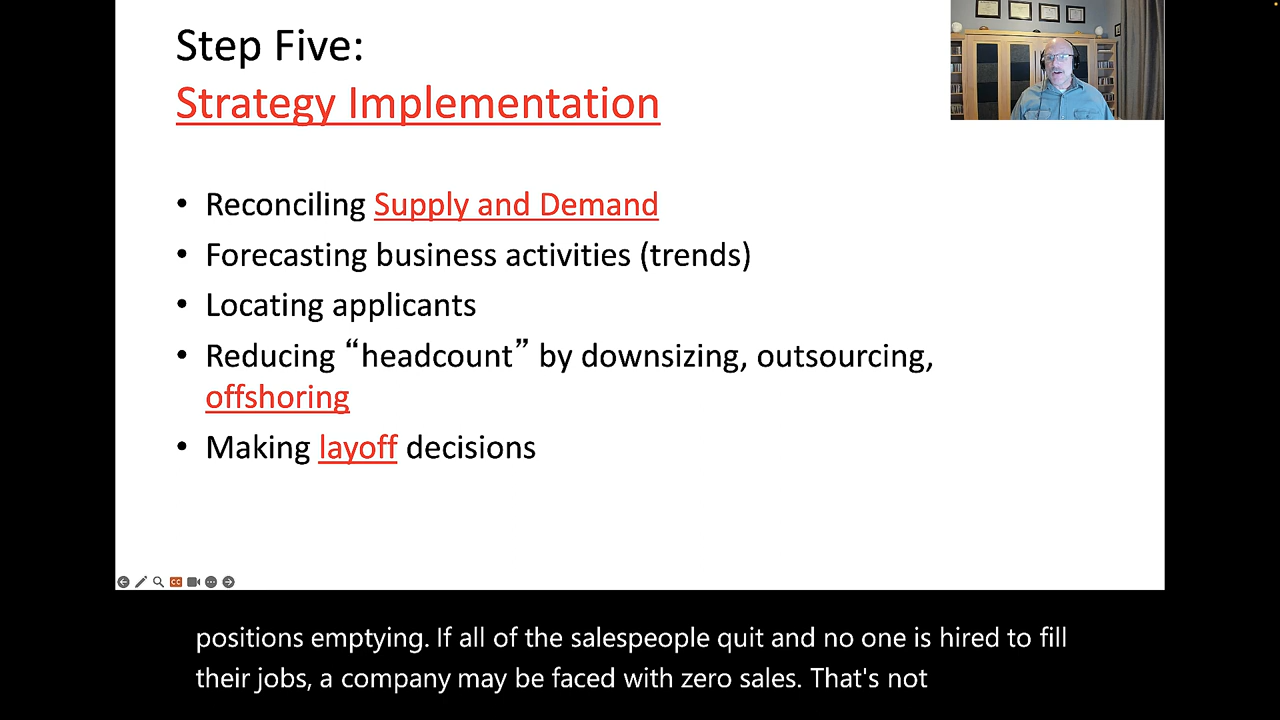 Step Five:
Strategy Implementation
• Reconciling Supply and Demand
• Forecasting business activities (trends)
• Locating applicants
• Reducing “headcount” by downsizing, outsourcing,
offshoring
• Making layoff decisions
CC
positions emptying. If all of the salespeople quit and no one is hired to fill
their jobs, a company may be faced with zero sales. That's not